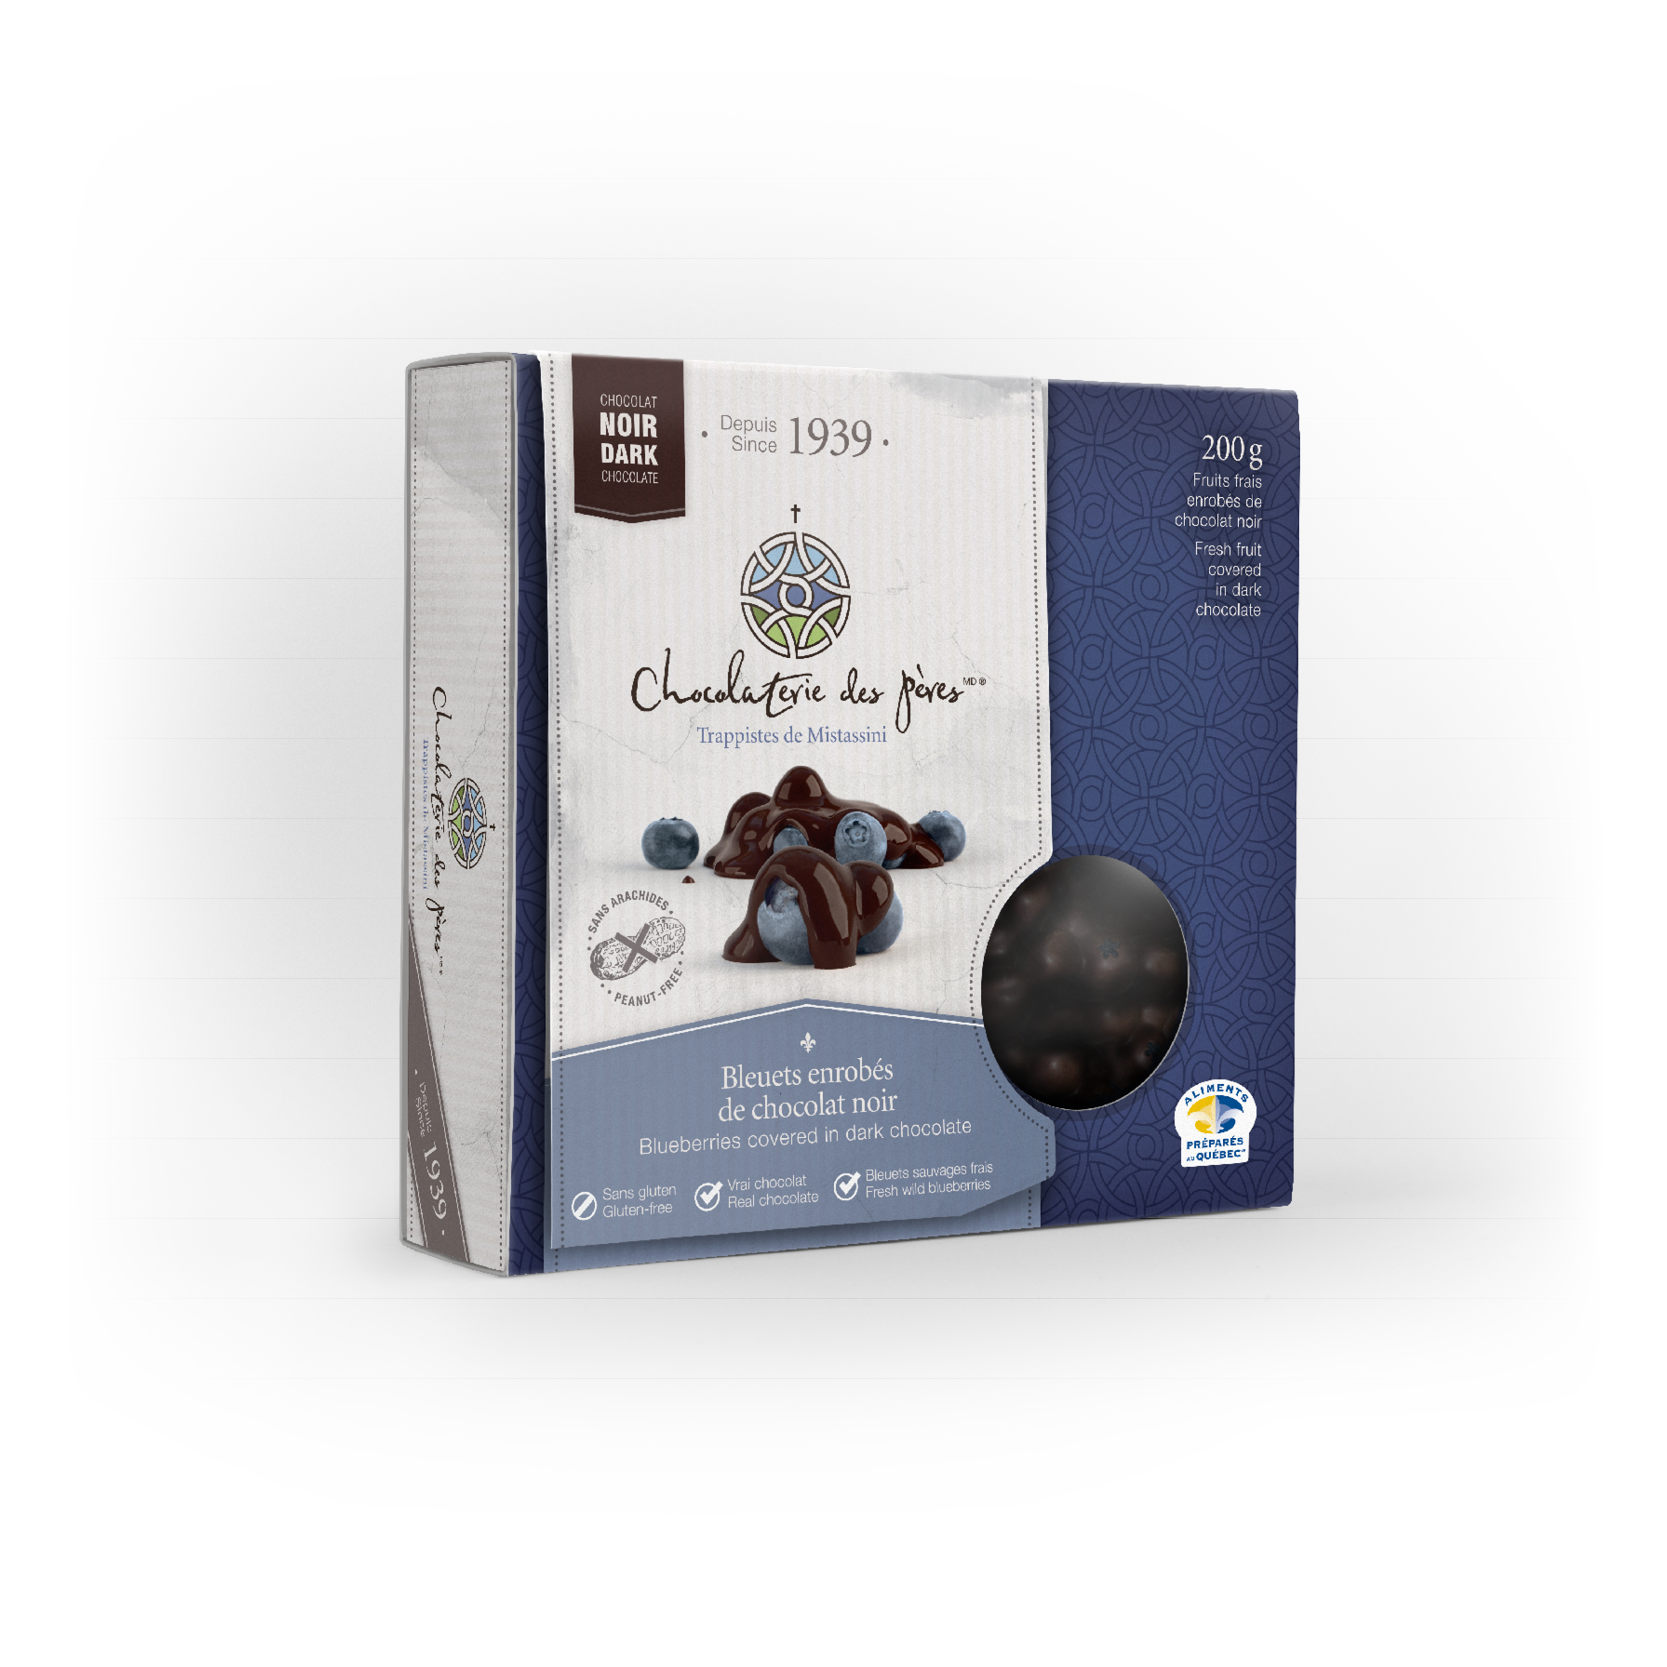 CHOCOLAT
NOIR
DARK
CHOCOLATE
• Depuis
Since 1939 •
200g
Fruits frais
enrobés de
chocolat noir
Fresh fruit
covered
in dark
chocolate
Chocolaterie des pères MD ®
Trappistes de Mistassini
• SANS ARACHIDES •
• PEANUT-FREE •
Bleuets enrobés
de chocolat noir
Blueberries covered in dark chocolate
Sans gluten
Gluten-free
Vrai chocolat
Real chocolate
Bleuets sauvages frais
Fresh wild blueberries
ALIMENTS
PRÉPARÉS
AU QUÉBEC
Chocolaterie des pères
Trappistes de Mistassini
• Depuis
Since 1939 •